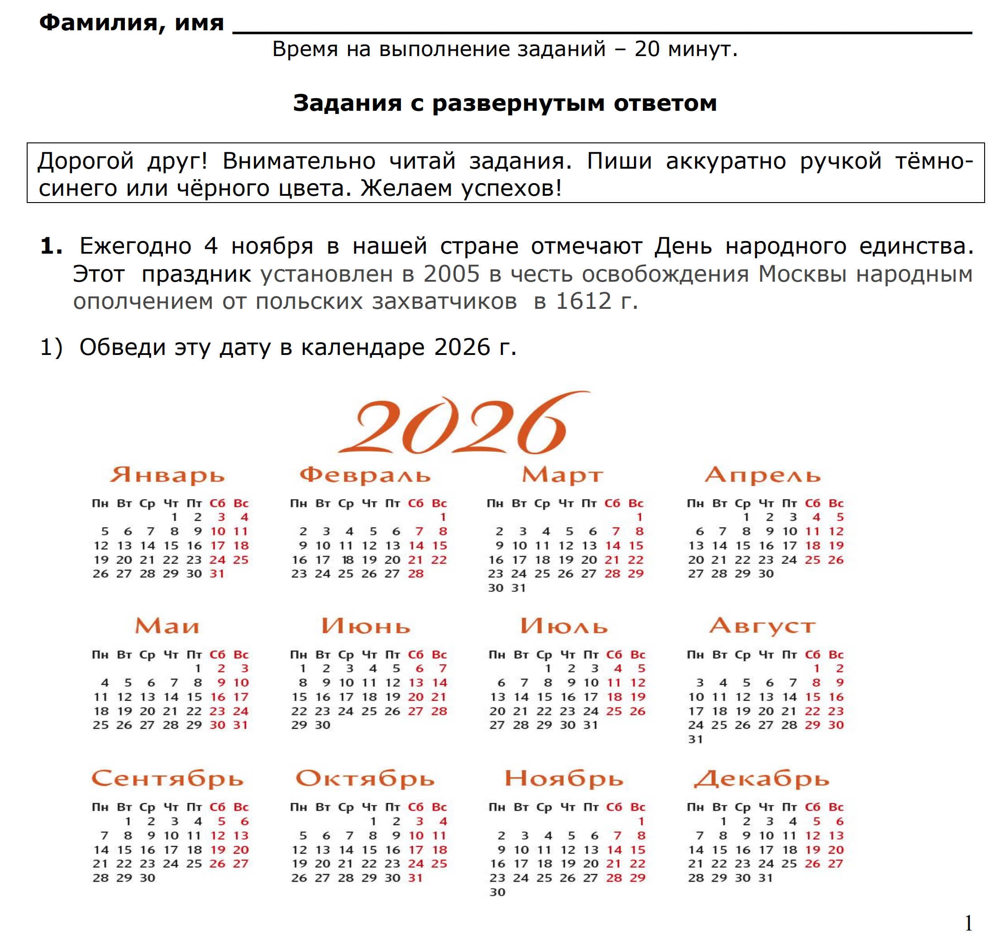 Фамилия, имя ______________________________________________
Время на выполнение заданий – 20 минут.
Задания с развернутым ответом
Дорогой друг! Внимательно читай задания. Пиши аккуратно ручкой тёмно-
синего или чёрного цвета. Желаем успехов!
1. Ежегодно 4 ноября в нашей стране отмечают День народного единства.
Этот праздник установлен в 2005 в честь освобождения Москвы народным
ополчением от польских захватчиков в 1612 г.
1) Обведи эту дату в календаре 2026 г.
2026
Январь
Пн Вт Ср Чт Пт Сб Вс
1 2 3 4
5 6 7 8 9 10 11
12 13 14 15 16 17 18
19 20 21 22 23 24 25
26 27 28 29 30 31
Февраль
Пн Вт Ср Чт Пт Сб Вс
1
2 3 4 5 6 7 8
9 10 11 12 13 14 15
16 17 18 19 20 21 22
23 24 25 26 27 28
Март
Пн Вт Ср Чт Пт Сб Вс
1
2 3 4 5 6 7 8
9 10 11 12 13 14 15
16 17 18 19 20 21 22
23 24 25 26 27 28 29
30 31
Апрель
Пн Вт Ср Чт Пт Сб Вс
1 2 3 4 5
6 7 8 9 10 11 12
13 14 15 16 17 18 19
20 21 22 23 24 25 26
27 28 29 30
Маи
Пн Вт Ср Чт Пт Сб Вс
1 2 3
4 5 6 7 8 9 10
11 12 13 14 15 16 17
18 19 20 21 22 23 24
25 26 27 28 29 30 31
Июнь
Пн Вт Ср Чт Пт Сб Вс
1 2 3 4 5 6 7
8 9 10 11 12 13 14
15 16 17 18 19 20 21
22 23 24 25 26 27 28
29 30
Июль
Пн Вт Ср Чт Пт Сб Вс
1 2 3 4 5
6 7 8 9 10 11 12
13 14 15 16 17 18 19
20 21 22 23 24 25 26
27 28 29 30 31
Август
Пн Вт Ср Чт Пт Сб Вс
1 2
3 4 5 6 7 8 9
10 11 12 13 14 15 16
17 18 19 20 21 22 23
24 25 26 27 28 29 30
31
Сентябрь
Пн Вт Ср Чт Пт Сб Вс
1 2 3 4 5 6
7 8 9 10 11 12 13
14 15 16 17 18 19 20
21 22 23 24 25 26 27
28 29 30
Октябрь
Пн Вт Ср Чт Пт Сб Вс
1 2 3 4
5 6 7 8 9 10 11
12 13 14 15 16 17 18
19 20 21 22 23 24 25
26 27 28 29 30 31
Ноябрь
Пн Вт Ср Чт Пт Сб Вс
1
2 3 4 5 6 7 8
9 10 11 12 13 14 15
16 17 18 19 20 21 22
23 24 25 26 27 28 29
30
Декабрь
Пн Вт Ср Чт Пт Сб Вс
1 2 3 4 5 6
7 8 9 10 11 12 13
14 15 16 17 18 19 20
21 22 23 24 25 26 27
28 29 30 31
1